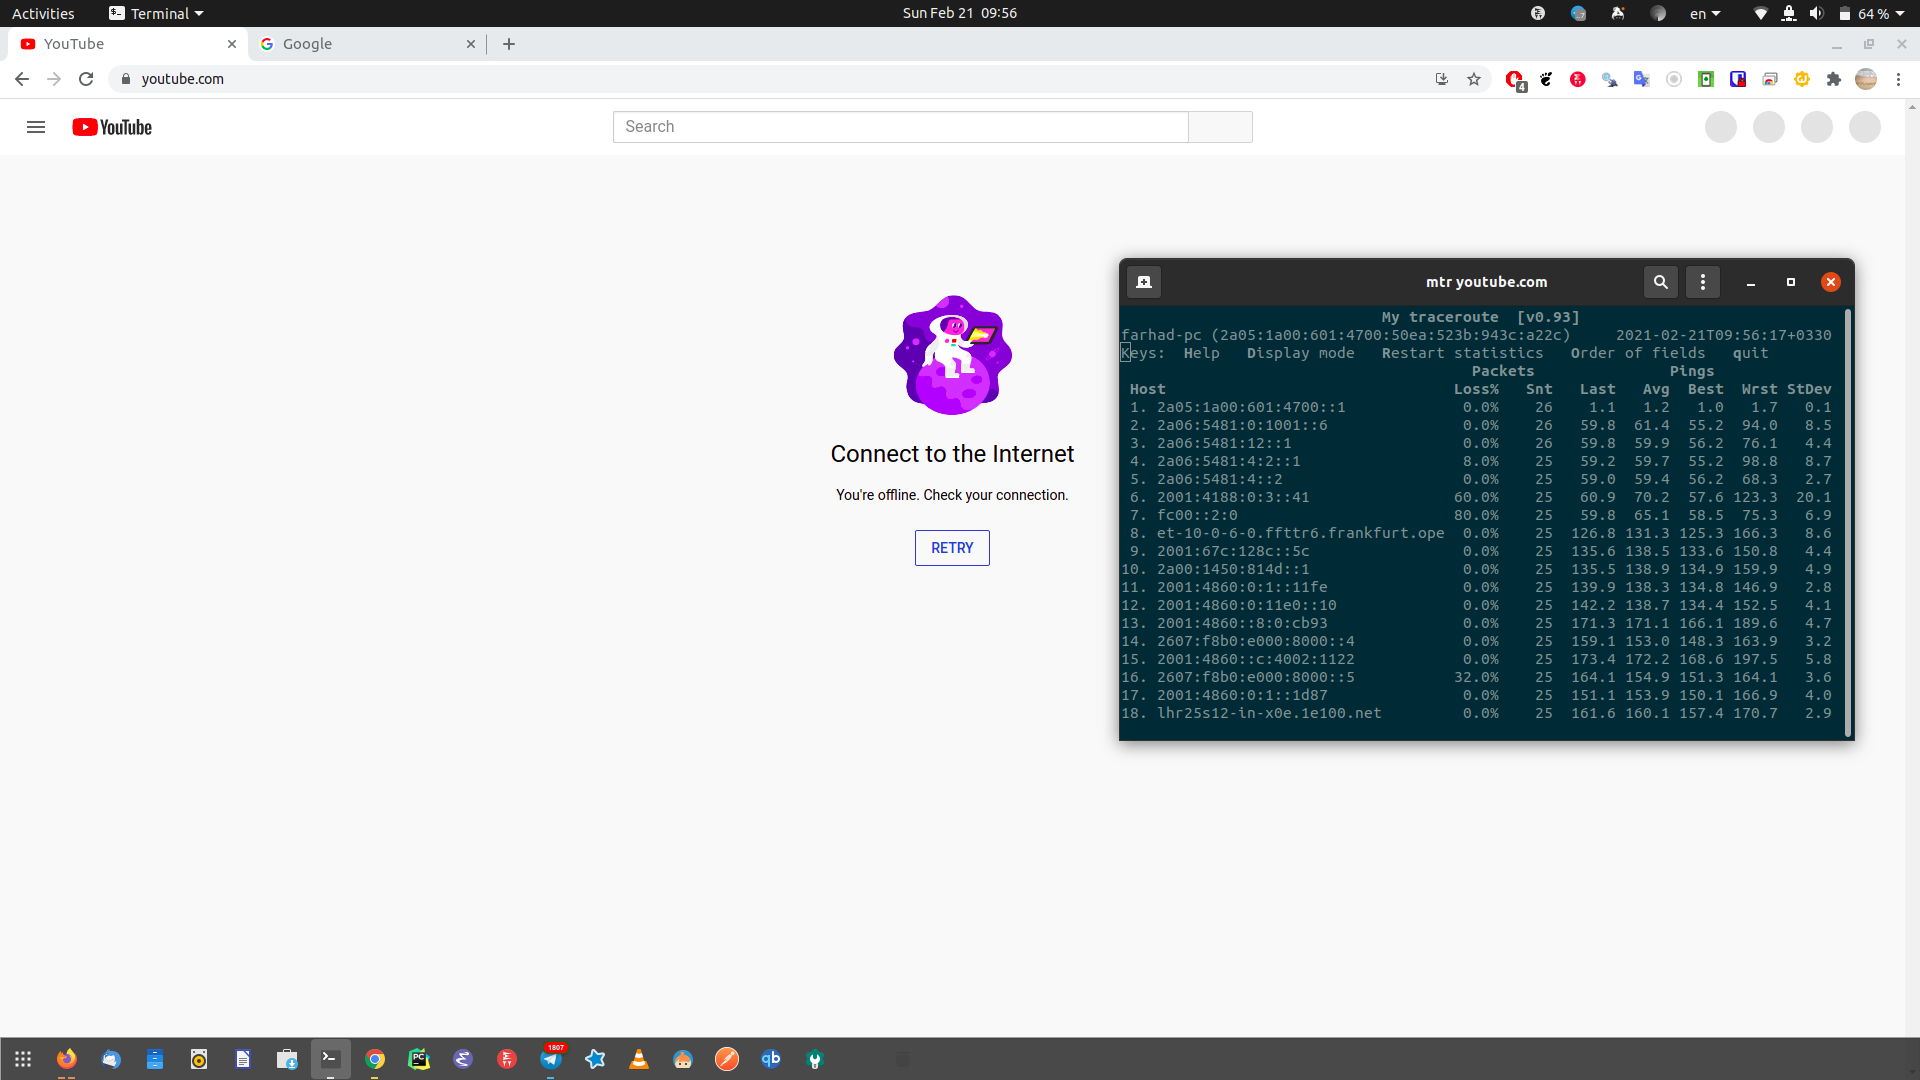 Activities Terminal Sun Feb 21 09:56 en 64 %
YouTube Google
youtube.com 4
YouTube Search
Connect to the Internet
You're offline. Check your connection.
RETRY
mtr youtube.com
My traceroute [v0.93]
farhad-pc (2a05:1a00:601:4700:50ea:523b:943c:a22c) 2021-02-21T09:56:17+0330
Keys: Help Display mode Restart statistics Order of fields quit
Packets Pings
Host Loss% Snt Last Avg Best Wrst StDev
1. 2a05:1a00:601:4700::1 0.0% 26 1.1 1.2 1.0 1.7 0.1
2. 2a06:5481:0:1001::6 0.0% 26 59.8 61.4 55.2 94.0 8.5
3. 2a06:5481:12::1 0.0% 26 59.8 59.9 56.2 76.1 4.4
4. 2a06:5481:4:2::1 8.0% 25 59.2 59.7 55.2 98.8 8.7
5. 2a06:5481:4::2 0.0% 25 59.0 59.4 56.2 68.3 2.7
6. 2001:4188:0:3::41 60.0% 25 60.9 70.2 57.6 123.3 20.1
7. fc00::2:0 80.0% 25 59.8 65.1 58.5 75.3 6.9
8. et-10-0-6-0.ffttr6.frankfurt.ope 0.0% 25 126.8 131.3 125.3 166.3 8.6
9. 2001:67c:128c::5c 0.0% 25 135.6 138.5 133.6 150.8 4.4
10. 2a00:1450:814d::1 0.0% 25 135.5 138.9 134.9 159.9 4.9
11. 2001:4860:0:1::11fe 0.0% 25 139.9 138.3 134.8 146.9 2.8
12. 2001:4860:0:11e0::10 0.0% 25 142.2 138.7 134.4 152.5 4.1
13. 2001:4860::8:0:cb93 0.0% 25 171.3 171.1 166.1 189.6 4.7
14. 2607:f8b0:e000:8000::4 0.0% 25 159.1 153.0 148.3 163.9 3.2
15. 2001:4860::c:4002:1122 0.0% 25 173.4 172.2 168.6 197.5 5.8
16. 2607:f8b0:e000:8000::5 32.0% 25 164.1 154.9 151.3 164.1 3.6
17. 2001:4860:0:1::1d87 0.0% 25 151.1 153.9 150.1 166.9 4.0
18. lhr25s12-in-x0e.1e100.net 0.0% 25 161.6 160.1 157.4 170.7 2.9
PC 1807 qb